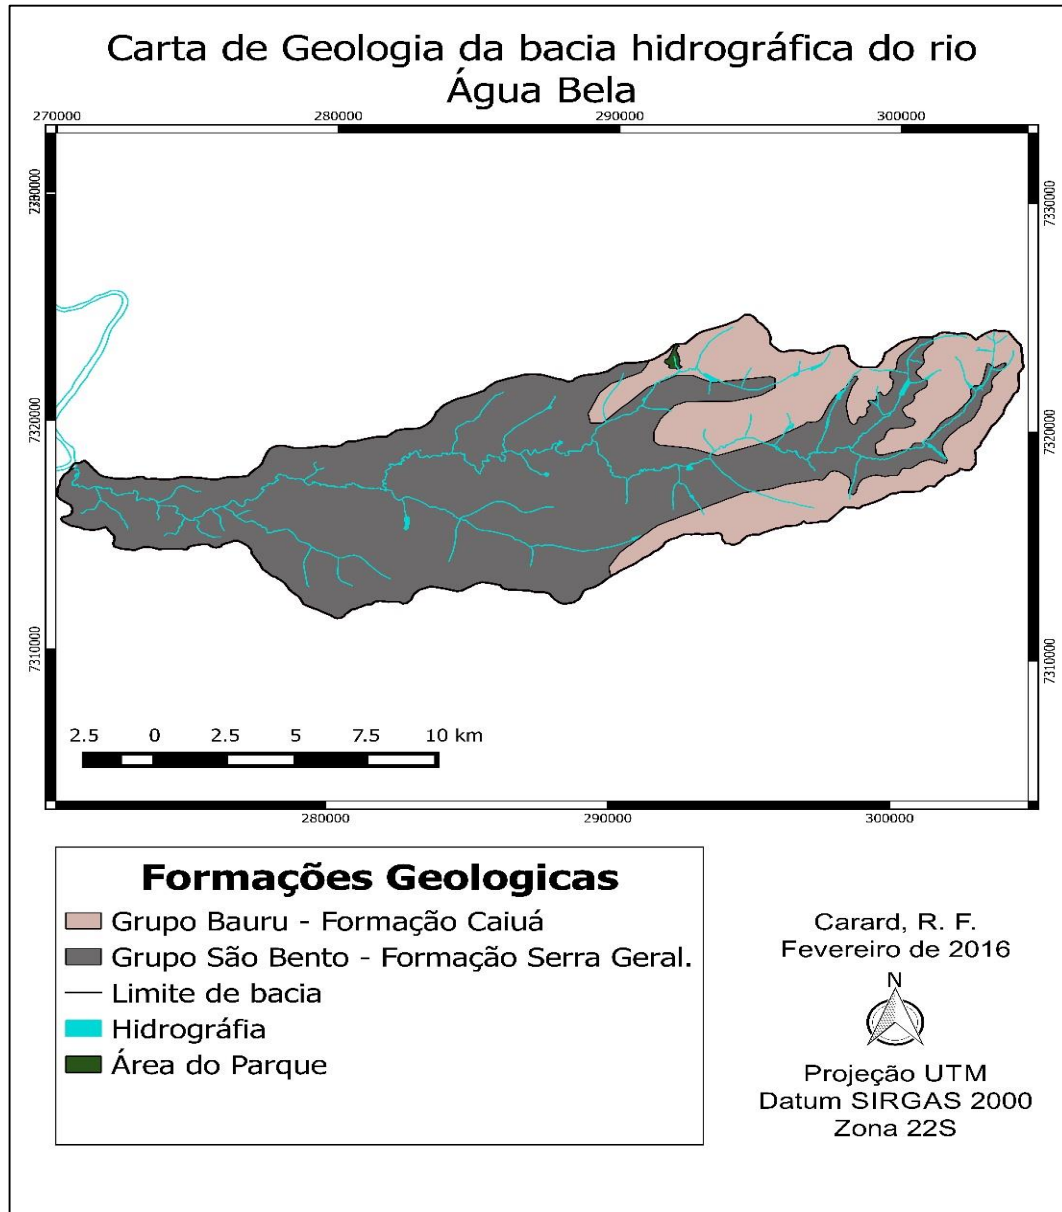 Carta de Geologia da bacia hidrográfica do rio
Água Bela
270000 280000 290000 300000
7330000 7330000
7320000 7320000
7310000 7310000
2.5 0 2.5 5 7.5 10 km
280000 290000 300000
Formações Geologicas
Grupo Bauru - Formação Caiuá
Grupo São Bento - Formação Serra Geral.
Limite de bacia
Hidrográfia
Área do Parque
Carard, R. F.
Fevereiro de 2016
N
Projeção UTM
Datum SIRGAS 2000
Zona 22S